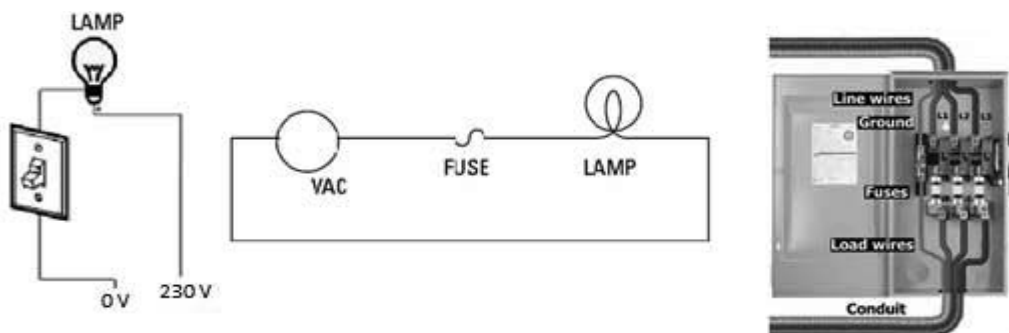 LAMP
0 V
230 V
VAC
FUSE
LAMP
Line wires
Ground
L1
L2
L3
Fuses
Load wires
Conduit